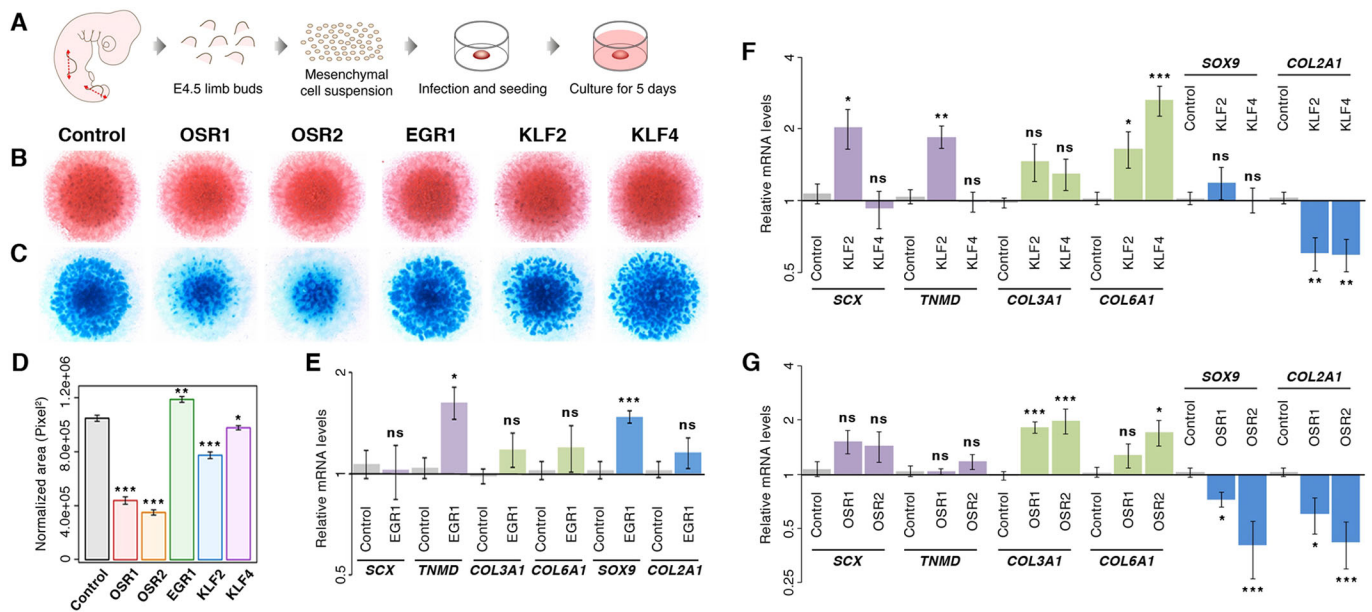 A
E4.5 limb buds
Mesenchymal
cell suspension
Infection and seeding
Culture for 5 days
Control OSR1 OSR2 EGR1 KLF2 KLF4
B
C
D
Normalized area (Pixel²)
1.2e+06
8.0e+05
4.0e+05
0
*** *** ** *** *
Control OSR1 OSR2 EGR1 KLF2 KLF4
E
Relative mRNA levels
2
1
0.5
ns * ns ns *** ns
Control EGR1 Control EGR1 Control EGR1 Control EGR1 Control EGR1 Control EGR1
SCX TNMD COL3A1 COL6A1 SOX9 COL2A1
F
Relative mRNA levels
4
2
1
0.5
SOX9 COL2A1
Control KLF2 KLF4 Control KLF2 KLF4
* ns ** ns ns ns * *** ns ns
** **
Control KLF2 KLF4 Control KLF2 KLF4 Control KLF2 KLF4 Control KLF2 KLF4
SCX TNMD COL3A1 COL6A1
G
Relative mRNA levels
4
2
1
0.5
0.25
SOX9 COL2A1
Control OSR1 OSR2 Control OSR1 OSR2
ns ns ns ns *** *** ns *
* *** * ***
Control OSR1 OSR2 Control OSR1 OSR2 Control OSR1 OSR2 Control OSR1 OSR2
SCX TNMD COL3A1 COL6A1